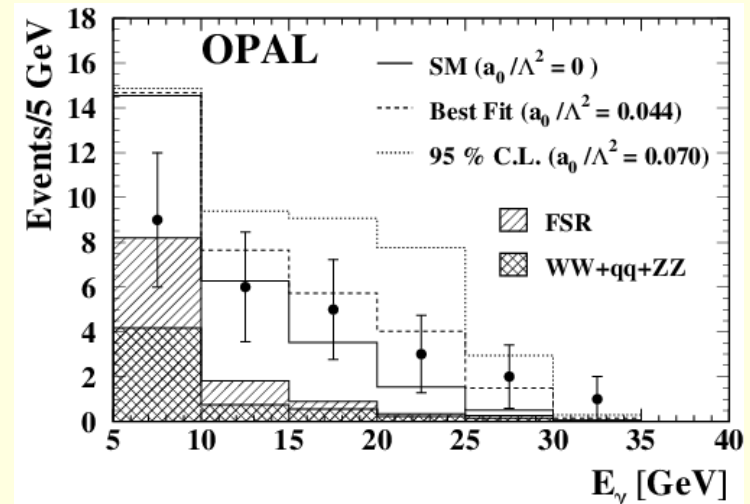 OPAL
SM (a₀/Λ² = 0 )
Best Fit (a₀/Λ² = 0.044)
95 % C.L. (a₀/Λ² = 0.070)
FSR
WW+qq+ZZ
Events/5 GeV
18
16
14
12
10
8
6
4
2
0
5 10 15 20 25 30 35 40
E_γ [GeV]